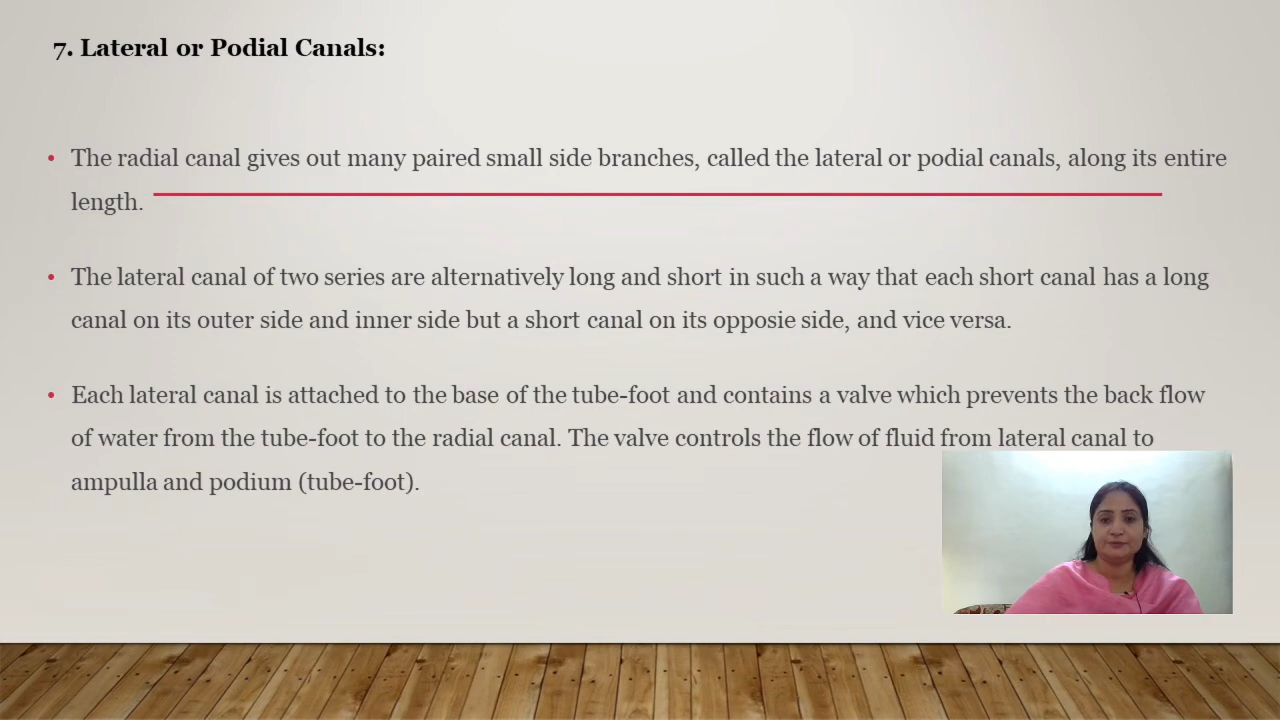 7. Lateral or Podial Canals:
• The radial canal gives out many paired small side branches, called the lateral or podial canals, along its entire
length.
• The lateral canal of two series are alternatively long and short in such a way that each short canal has a long
canal on its outer side and inner side but a short canal on its opposie side, and vice versa.
• Each lateral canal is attached to the base of the tube-foot and contains a valve which prevents the back flow
of water from the tube-foot to the radial canal. The valve controls the flow of fluid from lateral canal to
ampulla and podium (tube-foot).